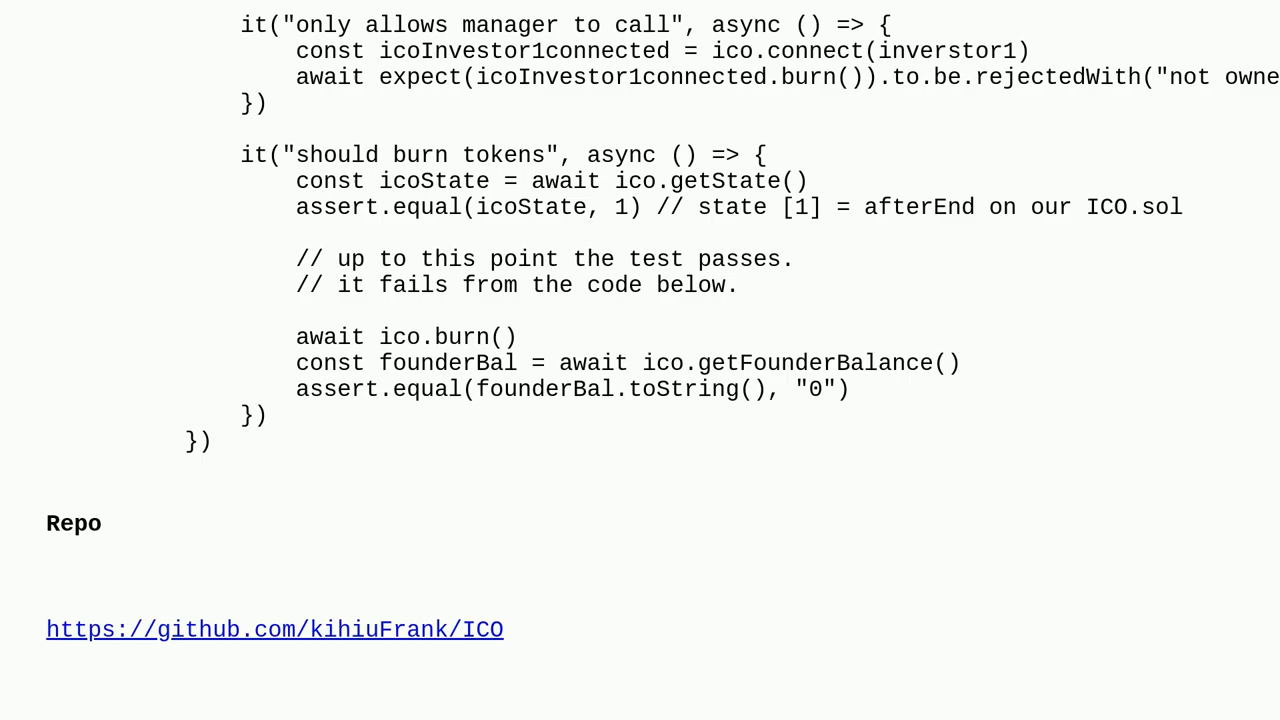 it("only allows manager to call", async () => {
const icoInvestor1connected = ico.connect(inverstor1)
await expect(icoInvestor1connected.burn()).to.be.rejectedWith("not owne
})
it("should burn tokens", async () => {
const icoState = await ico.getState()
assert.equal(icoState, 1) // state [1] = afterEnd on our ICO.sol
// up to this point the test passes.
// it fails from the code below.
await ico.burn()
const founderBal = await ico.getFounderBalance()
assert.equal(founderBal.toString(), "0")
})
})
Repo
https://github.com/kihiuFrank/ICO